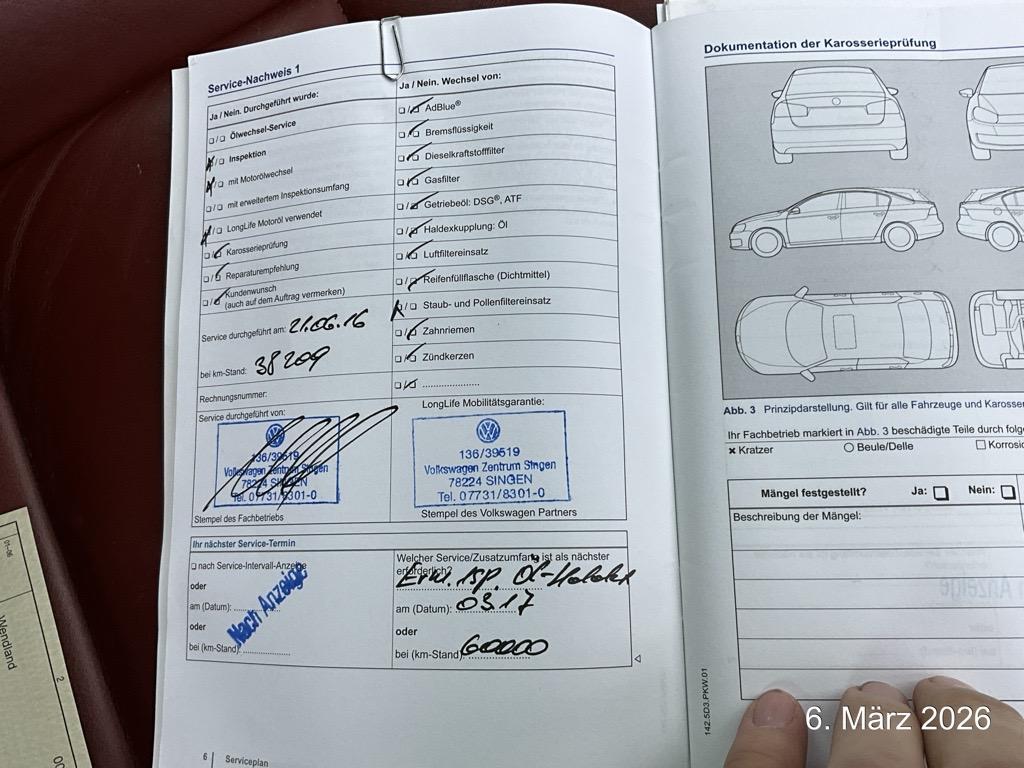 Service-Nachweis 1
Ja / Nein. Durchgeführt wurde:
Ölwechsel-Service
Inspektion
mit Motorölwechsel
mit erweitertem Inspektionsumfang
LongLife Motoröl verwendet
Karosserieprüfung
Reparaturempfehlung
Kundenwunsch
(auch auf dem Auftrag vermerken)
Service durchgeführt am: 21.06.16
bei km-Stand: 38209
Rechnungsnummer:
Service durchgeführt von:
136/39519
Volkswagen Zentrum Singen
78224 SINGEN
Tel. 07731/8301-0
Stempel des Fachbetriebs
Ja / Nein. Wechsel von:
AdBlue®
Bremsflüssigkeit
Dieselkraftstofffilter
Gasfilter
Getriebeöl: DSG®, ATF
Haldexkupplung: Öl
Luftfiltereinsatz
Reifenfüllflasche (Dichtmittel)
Staub- und Pollenfiltereinsatz
Zahnriemen
Zündkerzen
LongLife Mobilitätsgarantie:
136/39519
Volkswagen Zentrum Singen
78224 SINGEN
Tel. 07731/8301-0
Stempel des Volkswagen Partners
Ihr nächster Service-Termin
nach Service-Intervall-Anzeige
oder
am (Datum):
oder
bei (km-Stand):
Nach Anzeige
Welcher Service/Zusatzumfang ist als nächster
erforderlich?
Öl-Haldex
am (Datum): 03.17
oder
bei (km-Stand): 60000
6 Serviceplan
Dokumentation der Karosserieprüfung
Abb. 3 Prinzipdarstellung. Gilt für alle Fahrzeuge und
Ihr Fachbetrieb markiert in Abb. 3 beschädigte Teile durch
Kratzer
Beule/Delle
Mängel festgestellt? Ja: Nein:
Beschreibung der Mängel:
142.5D3.PKW.01
Wendland
2
01-06
6. März 2026